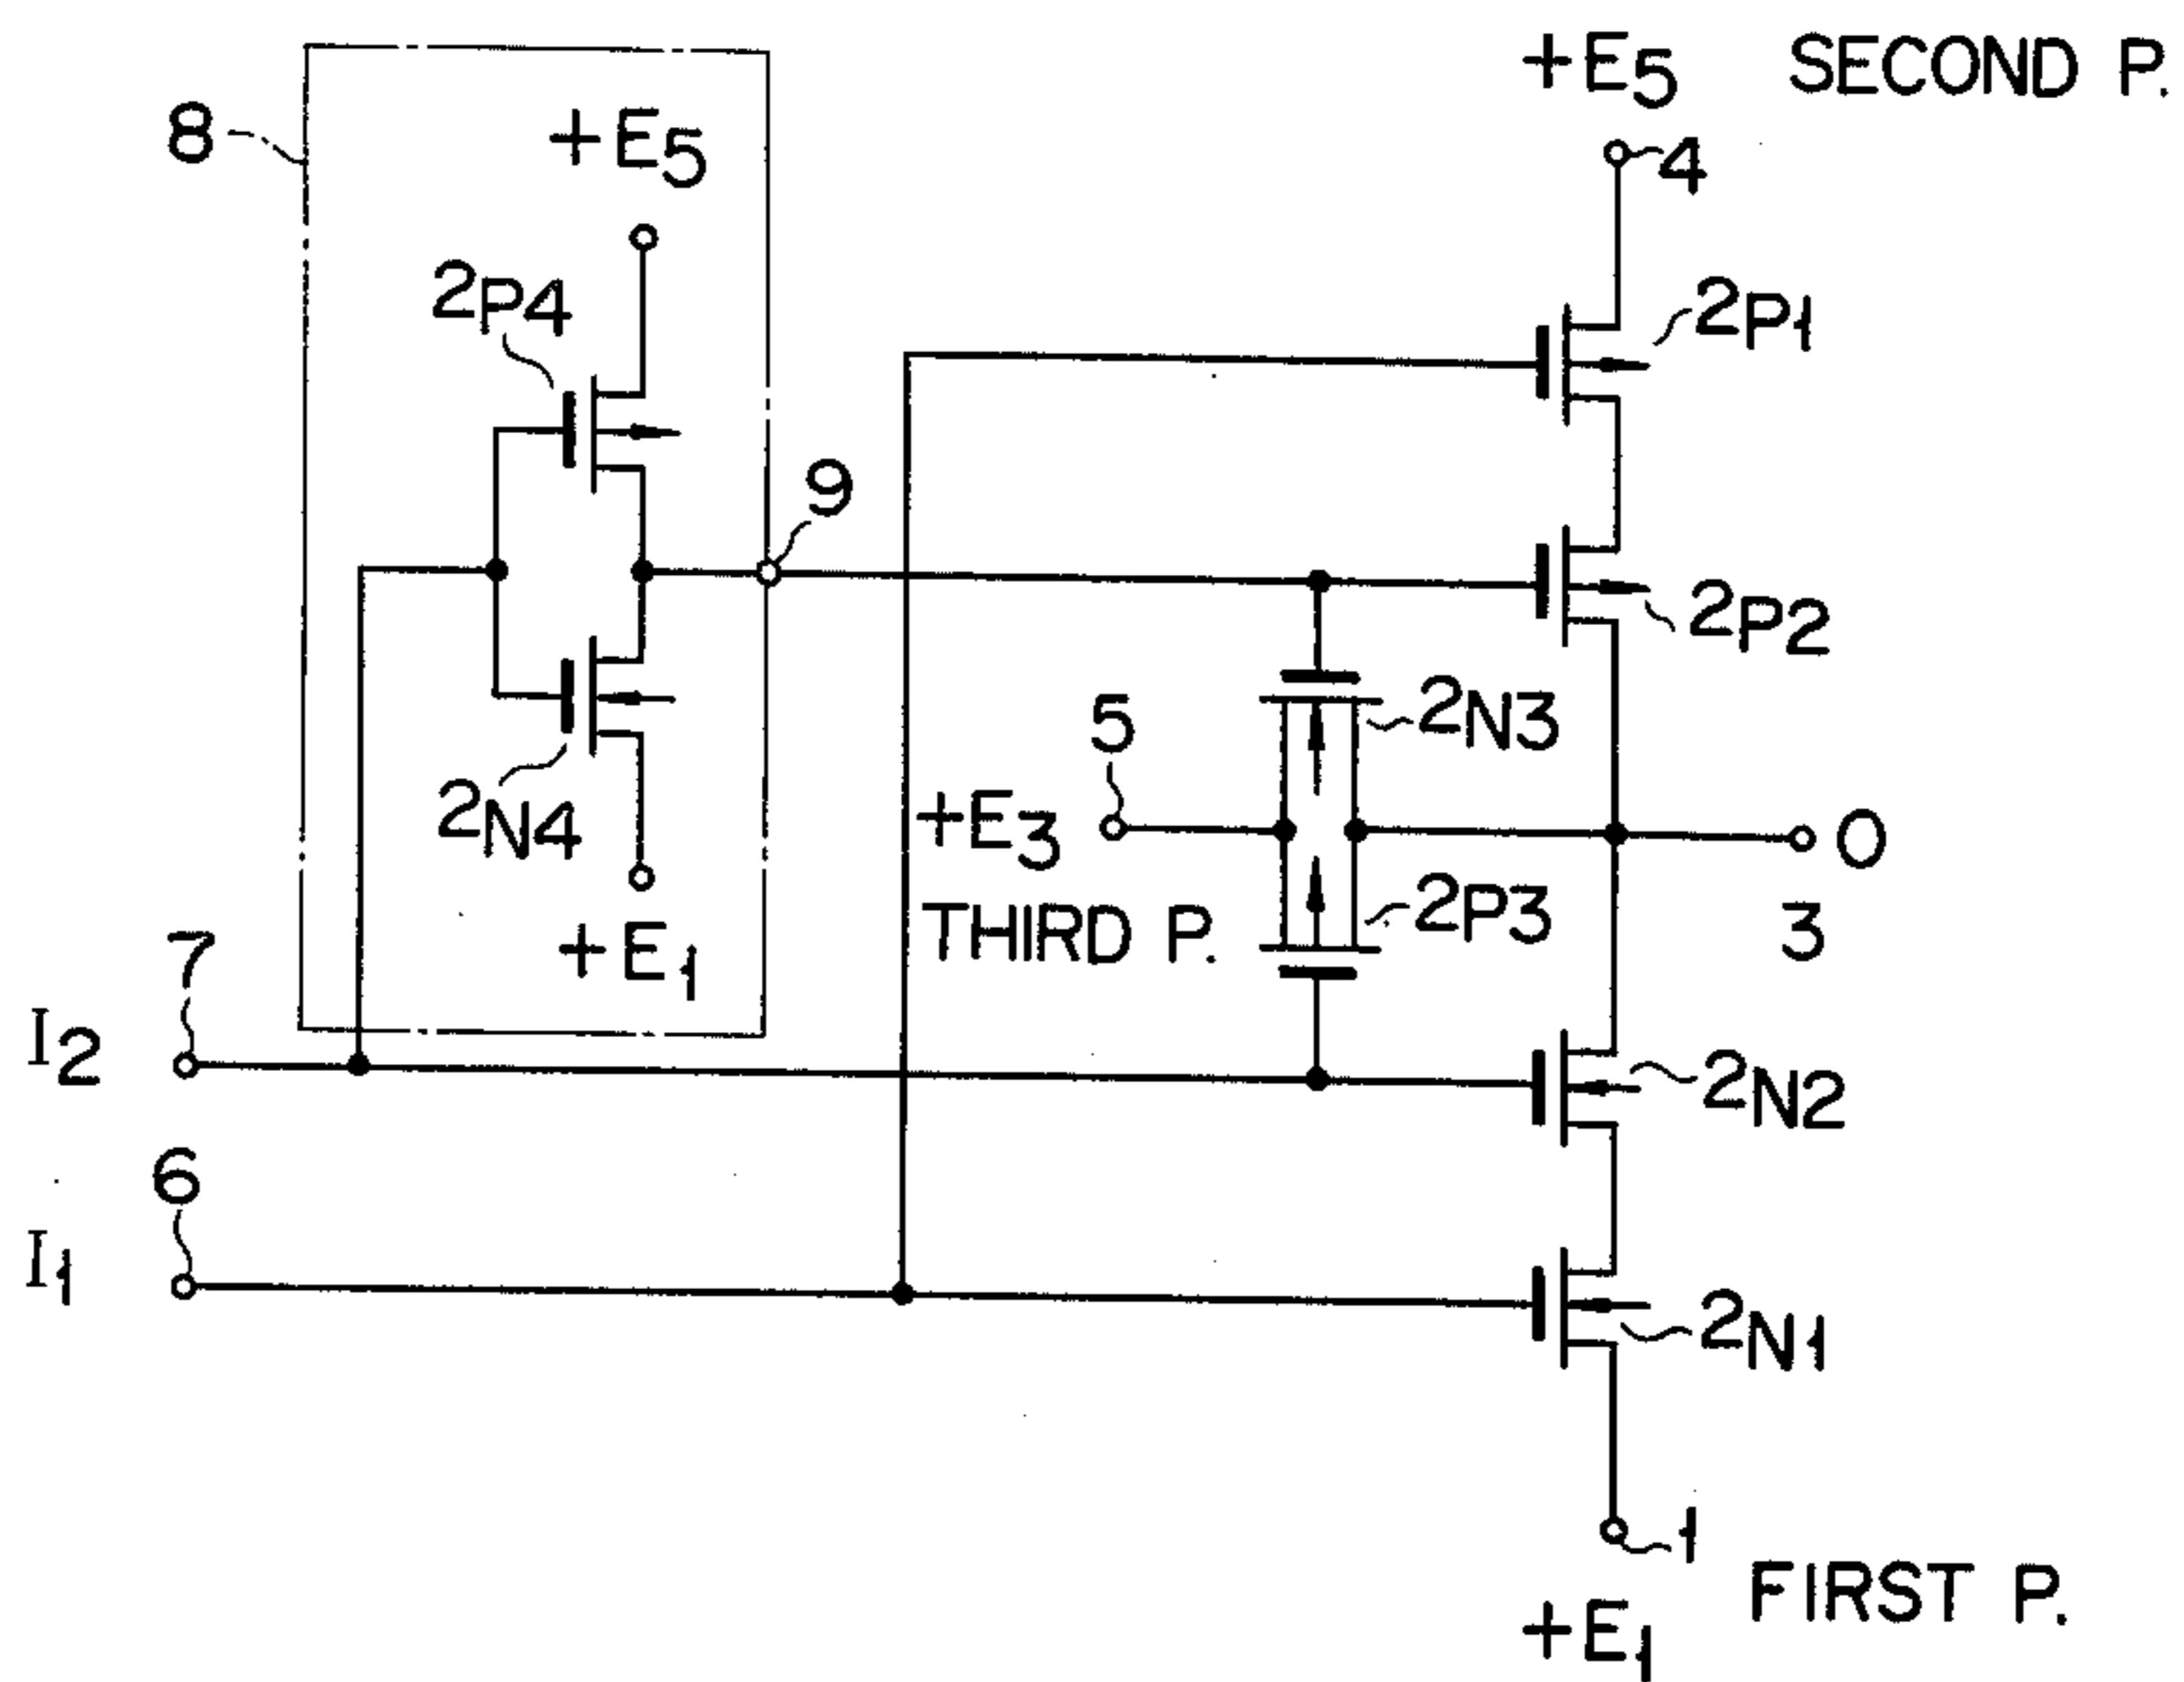 +E5 SECOND P.
4
8
+E5
2P4
2P1
9
2P2
2N3
5
+E3
THIRD P.
2N4
O
3
2P3
+E1
7
I2
2N2
6
I1
2N1
1
FIRST P.
+E1